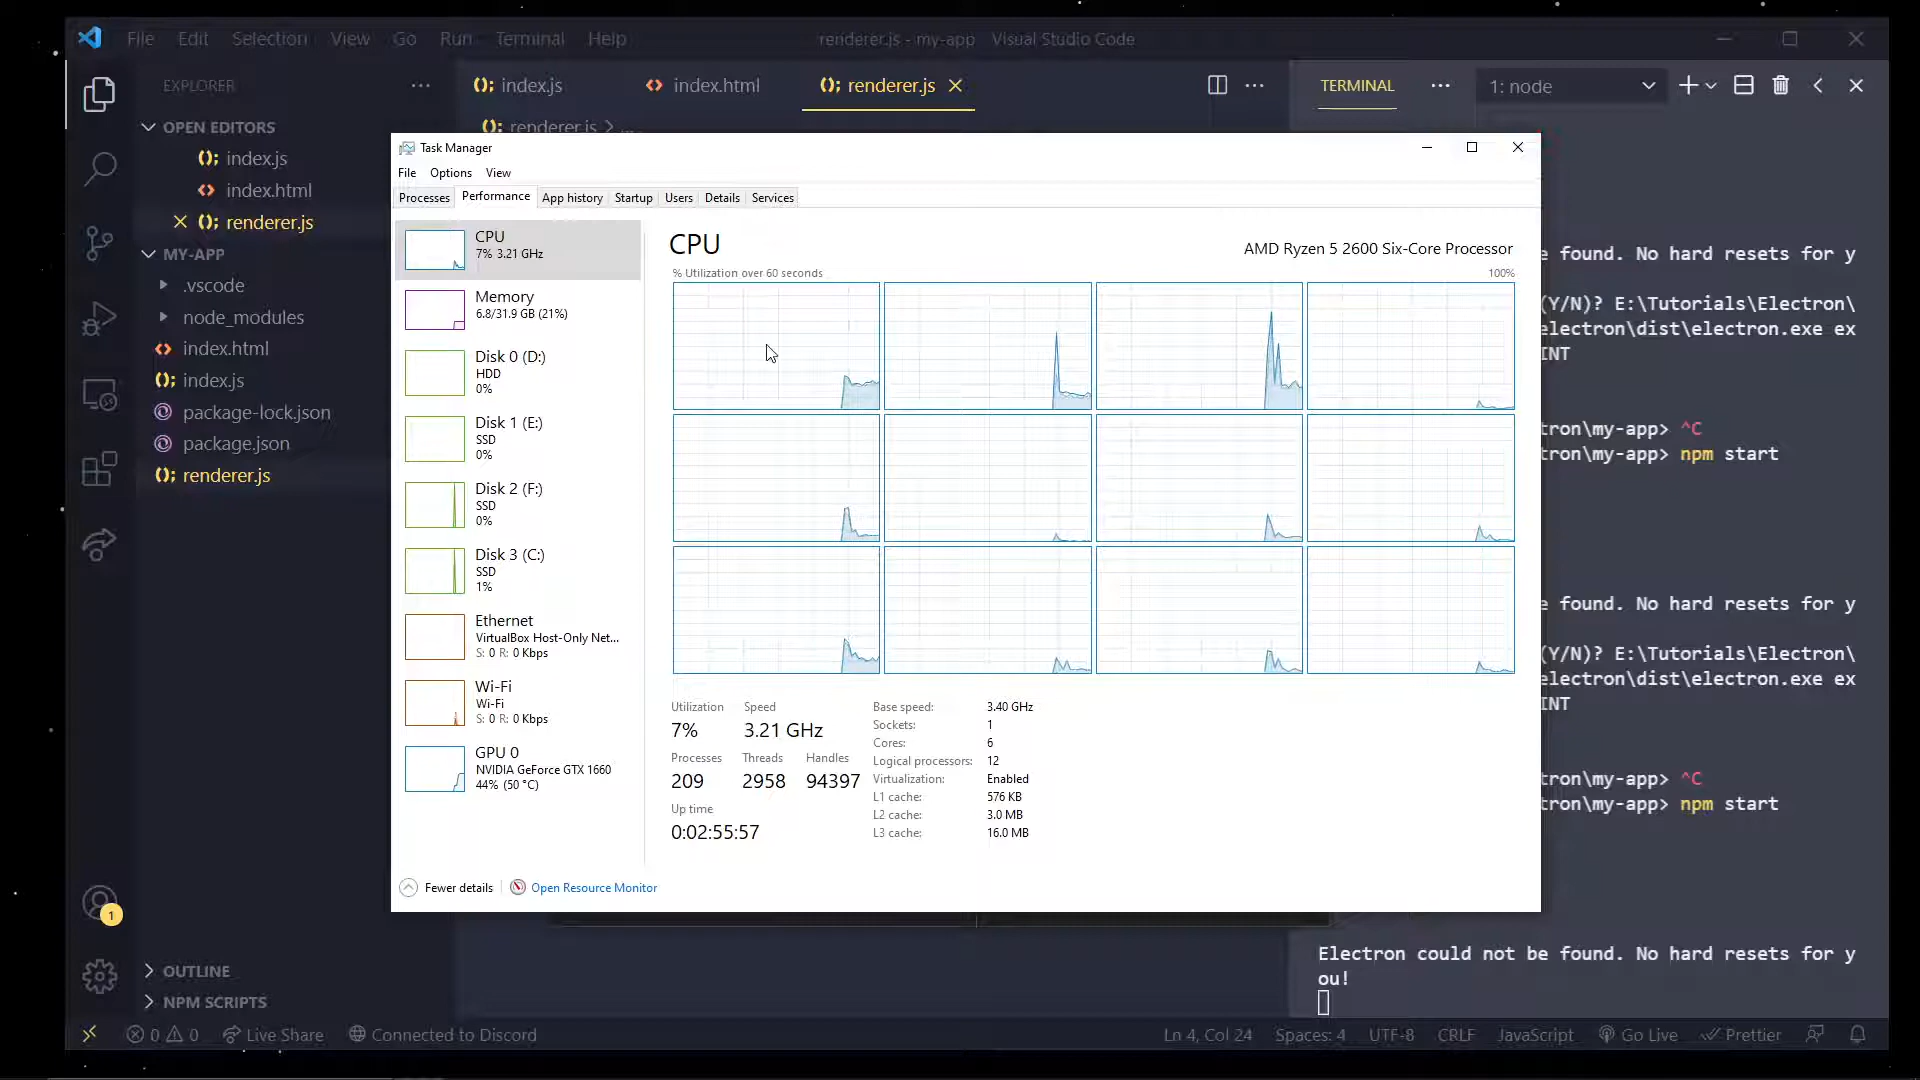 File Edit Selection View Go Run Terminal Help
renderer.js - my-app Visual Studio Code
EXPLORER
OPEN EDITORS
index.js
index.html
renderer.js
MY-APP
.vscode
node_modules
index.html
index.js
package-lock.json
package.json
renderer.js
OUTLINE
NPM SCRIPTS
1
index.js
index.html
renderer.js
renderer.js
TERMINAL
1: node
Task Manager
File Options View
Processes Performance App history Startup Users Details Services
CPU
7% 3.21 GHz
Memory
6.8/31.9 GB (21%)
Disk 0 (D:)
HDD
0%
Disk 1 (E:)
SSD
0%
Disk 2 (F:)
SSD
0%
Disk 3 (C:)
SSD
1%
Ethernet
VirtualBox Host-Only Net...
S: 0 R: 0 Kbps
Wi-Fi
Wi-Fi
S: 0 R: 0 Kbps
GPU 0
NVIDIA GeForce GTX 1660
44% (50 °C)
CPU
AMD Ryzen 5 2600 Six-Core Processor
% Utilization over 60 seconds
100%
Utilization Speed
7% 3.21 GHz
Processes Threads Handles
209 2958 94397
Up time
0:02:55:57
Base speed: 3.40 GHz
Sockets: 1
Cores: 6
Logical processors: 12
Virtualization: Enabled
L1 cache: 576 KB
L2 cache: 3.0 MB
L3 cache: 16.0 MB
Fewer details
Open Resource Monitor
e found. No hard resets for y
(Y/N)? E:\Tutorials\Electron\
electron\dist\electron.exe ex
INT
tron\my-app> ^C
tron\my-app> npm start
e found. No hard resets for y
(Y/N)? E:\Tutorials\Electron\
electron\dist\electron.exe ex
INT
tron\my-app> ^C
tron\my-app> npm start
Electron could not be found. No hard resets for y
ou!
0 0 Live Share Connected to Discord
Ln 4, Col 24 Spaces: 4 UTF-8 CRLF JavaScript Go Live Prettier